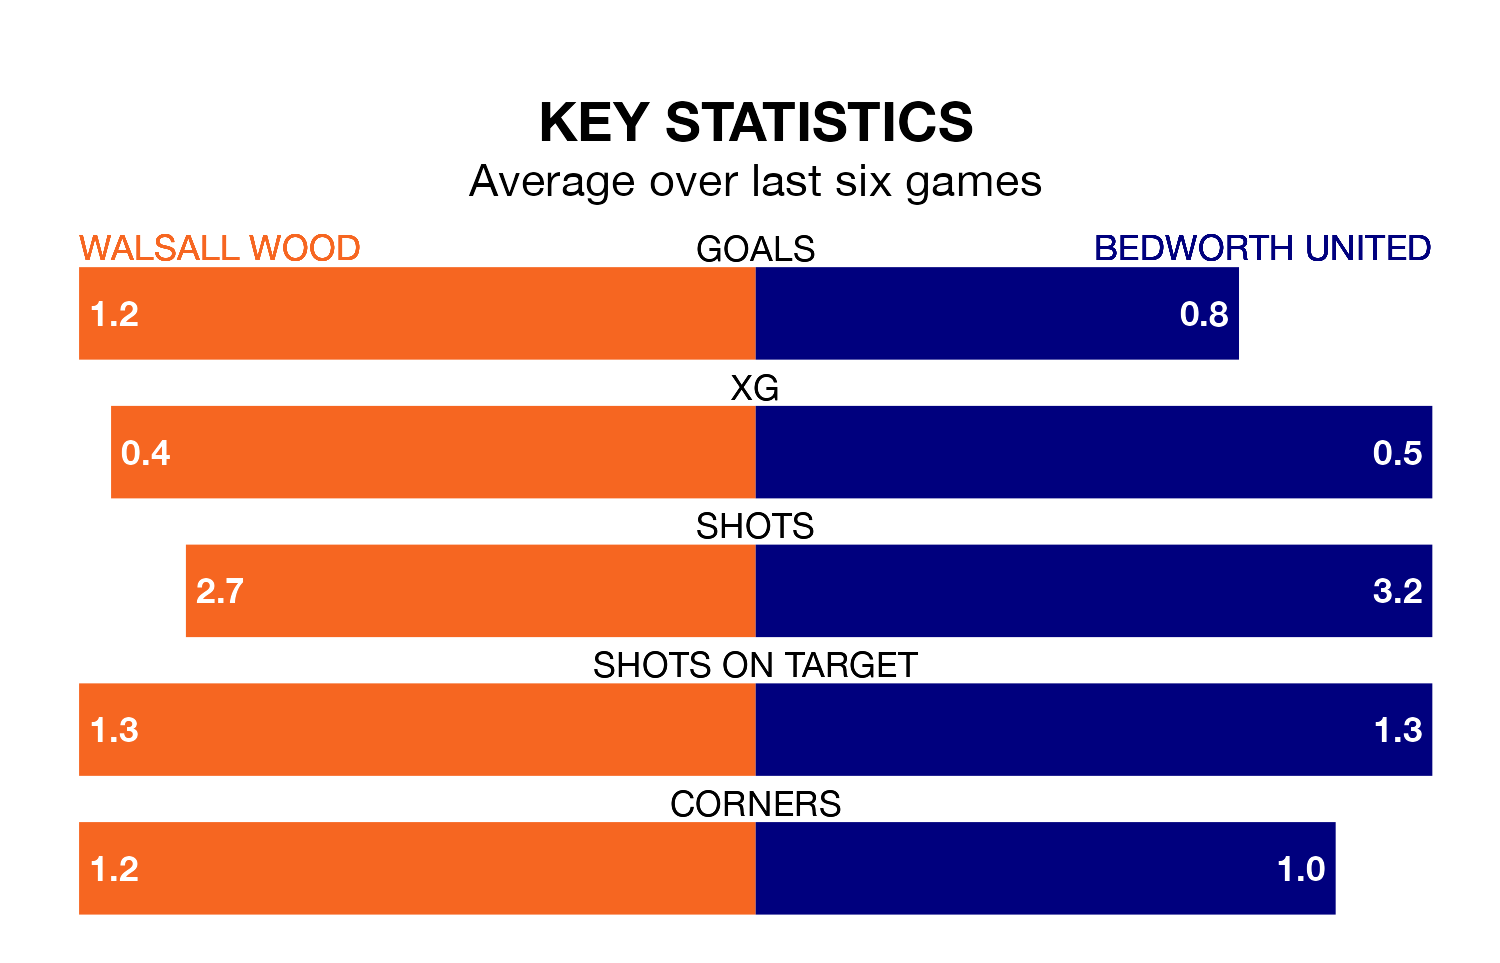 KEY STATISTICS
Average over last six games
WALSALL WOOD GOALS BEDWORTH UNITED
1.2 0.8
XG
0.4 0.5
SHOTS
2.7 3.2
SHOTS ON TARGET
1.3 1.3
CORNERS
1.2 1.0